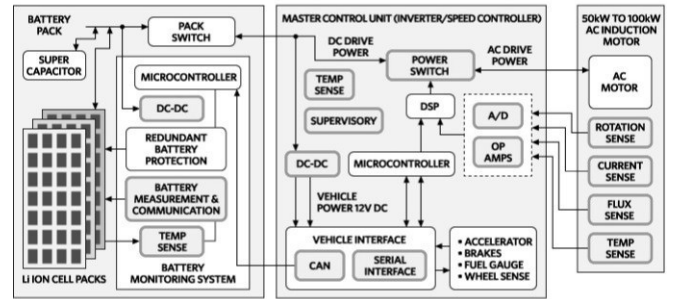 BATTERY
PACK
SUPER
CAPACITOR
PACK
SWITCH
MICROCONTROLLER
DC-DC
REDUNDANT
BATTERY
PROTECTION
BATTERY
MEASUREMENT &
COMMUNICATION
TEMP
SENSE
Li ION CELL PACKS
BATTERY
MONITORING SYSTEM
MASTER CONTROL UNIT (INVERTER/SPEED CONTROLLER)
DC DRIVE
POWER
POWER
SWITCH
AC DRIVE
POWER
TEMP
SENSE
SUPERVISORY
DSP
A/D
OP
AMPS
DC-DC
MICROCONTROLLER
VEHICLE
POWER 12V DC
VEHICLE INTERFACE
CAN
SERIAL
INTERFACE
• ACCELERATOR
• BRAKES
• FUEL GAUGE
• WHEEL SENSE
50kW TO 100kW
AC INDUCTION
MOTOR
AC
MOTOR
ROTATION
SENSE
CURRENT
SENSE
FLUX
SENSE
TEMP
SENSE